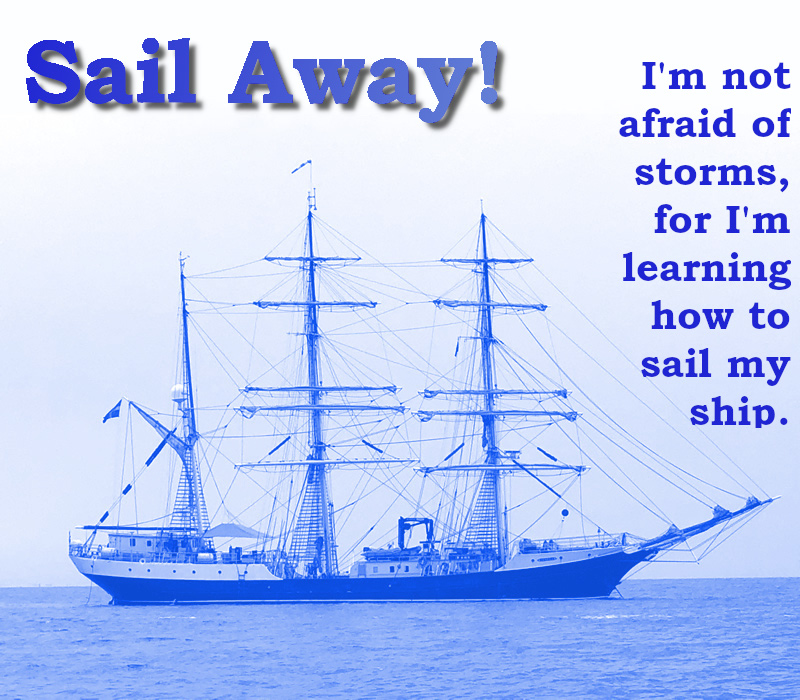 Sail Away!
I'm not
afraid of
storms,
for I'm
learning
how to
sail my
ship.